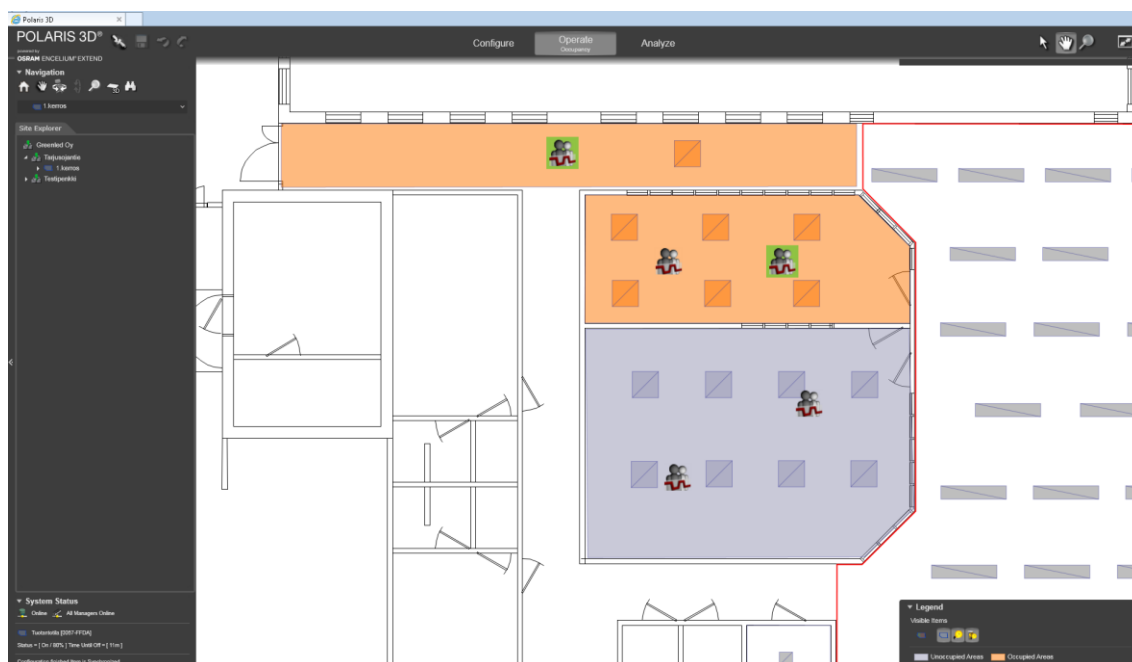 Polaris 3D
POLARIS 3D®
powered by
OSRAM ENCELIUM® EXTEND
Configure
Operate
Occupancy
Analyze
Navigation
3D
1.kerros
Site Explorer
Greenled Oy
Tarjusojantie
1.kerros
Testipenkki
System Status
Online
All Managers Online
Status = [ On / 80% ] Time Until Off = [ 11m ]
Legend
Visible Items
Unoccupied Areas
Occupied Areas